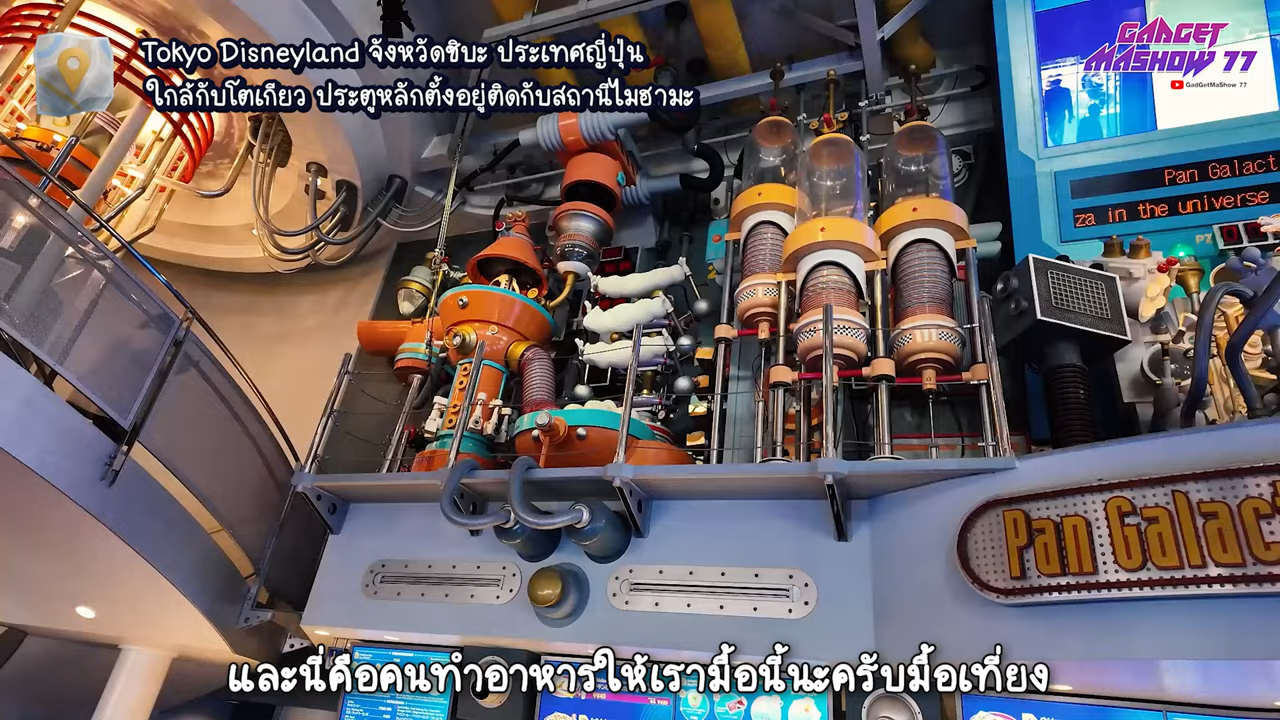 Tokyo Disneyland จังหวัดชิบะ ประเทศญี่ปุ่น
ใกล้กับโตเกียว ประตูหลักตั้งอยู่ติดกับสถานีไมฮามะ
GADGET
MASHOW 77
GadGetMaShow 77
Pan Galact
za in the universe
Pan Galac
และนี่คือคนทำอาหารให้เรามื้อนี้นะครับมื้อเที่ยง